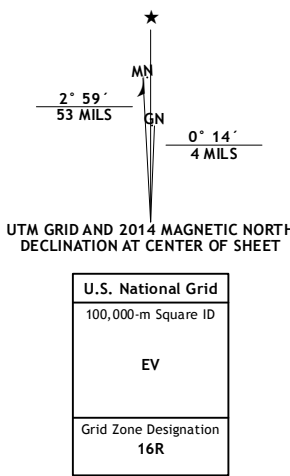 ★
MN
2° 59´
53 MILS
GN
0° 14´
4 MILS
UTM GRID AND 2014 MAGNETIC NORTH
DECLINATION AT CENTER OF SHEET
U.S. National Grid
100,000-m Square ID
EV
Grid Zone Designation
16R